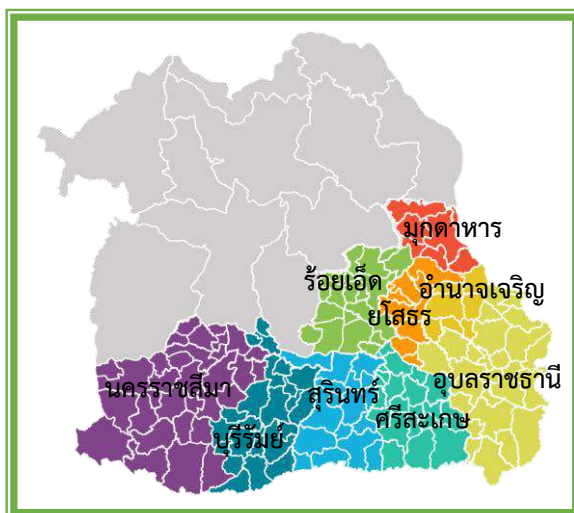 มุกดาหาร
ร้อยเอ็ด
อำนาจเจริญ
ยโสธร
นครราชสีมา
สุรินทร์
อุบลราชธานี
ศรีสะเกษ
บุรีรัมย์